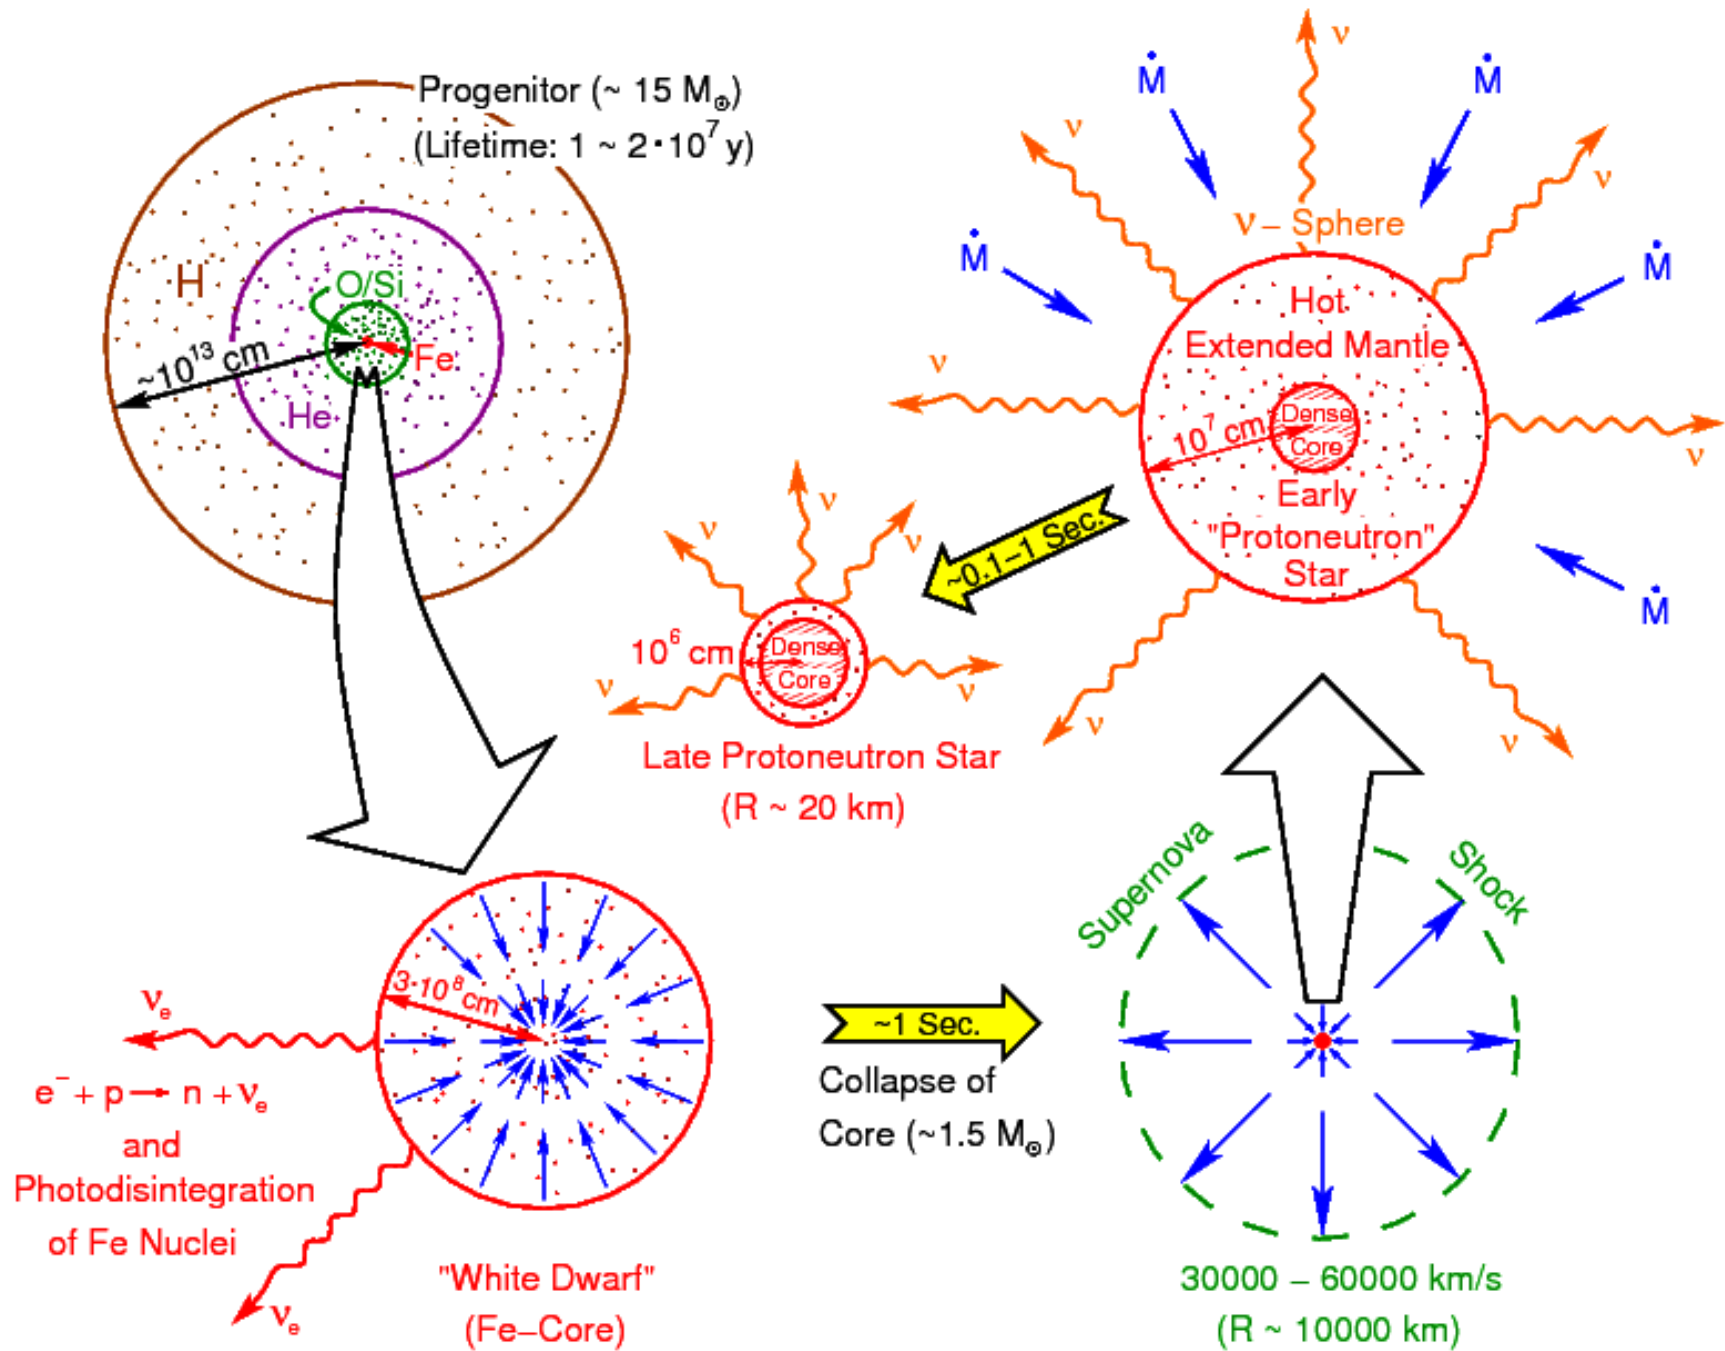 Progenitor (~ 15 M⊙)
(Lifetime: 1 ~ 2·10⁷ y)
H
O/Si
Fe
He
~10¹³ cm
ν
Ṁ
Ṁ
ν
ν
ν – Sphere
Ṁ
Ṁ
Hot
Extended Mantle
Dense
Core
10⁷ cm
Early
"Protoneutron"
Star
ν
ν
Ṁ
ν
ν
~0.1–1 Sec.
ν
ν
ν
10⁶ cm
Dense
Core
ν
ν
Late Protoneutron Star
(R ~ 20 km)
3·10⁸ cm
νₑ
e⁻ + p → n + νₑ
and
Photodisintegration
of Fe Nuclei
νₑ
"White Dwarf"
(Fe–Core)
~1 Sec.
Collapse of
Core (~1.5 M⊙)
Supernova
Shock
30000 – 60000 km/s
(R ~ 10000 km)